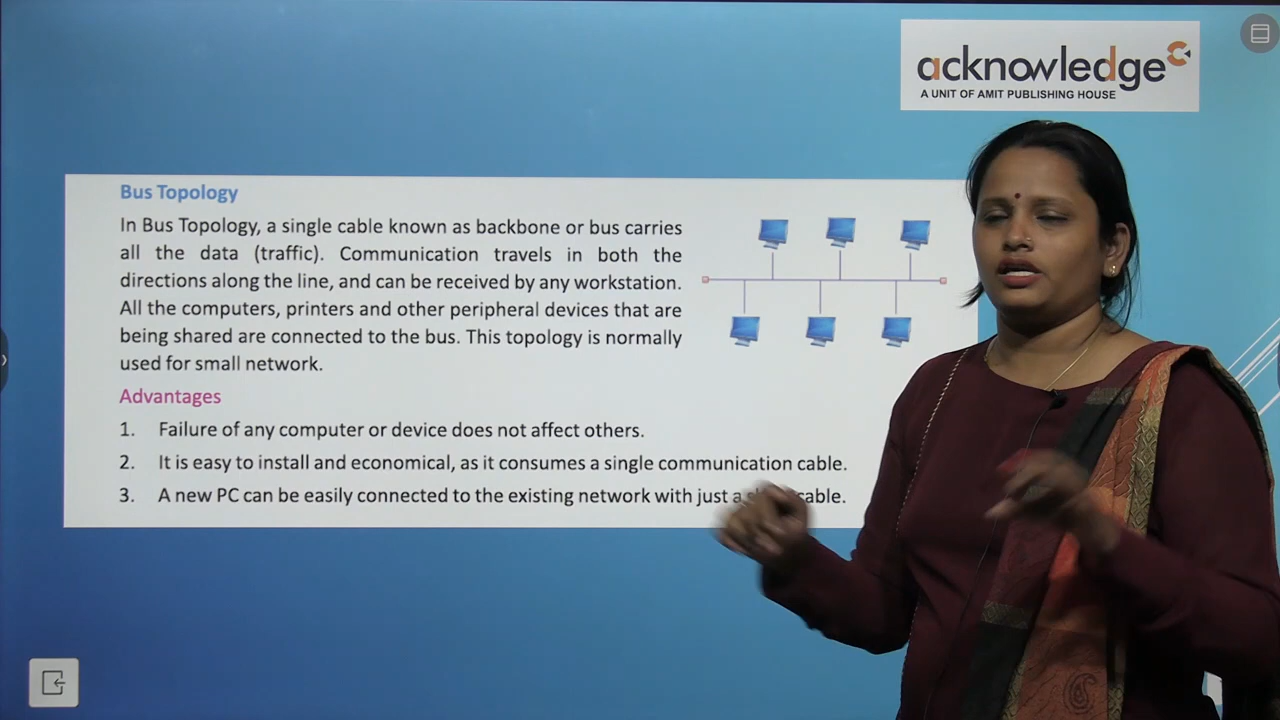 acknowledge
A UNIT OF AMIT PUBLISHING HOUSE
Bus Topology
In Bus Topology, a single cable known as backbone or bus carries
all the data (traffic). Communication travels in both the
directions along the line, and can be received by any workstation.
All the computers, printers and other peripheral devices that are
being shared are connected to the bus. This topology is normally
used for small network.
Advantages
1. Failure of any computer or device does not affect others.
2. It is easy to install and economical, as it consumes a single communication cable.
3. A new PC can be easily connected to the existing network with just a cable.